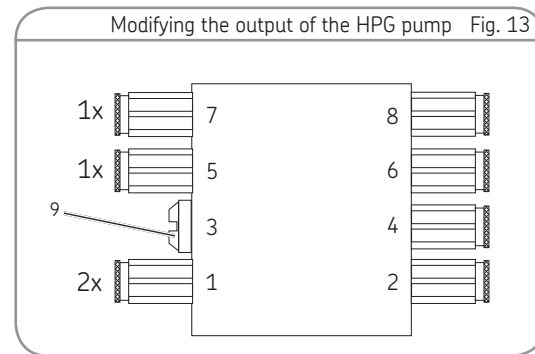 Modifying the output of the HPG pump Fig. 13
1x 7 8
1x 5 6
9
3 4
2x 1 2